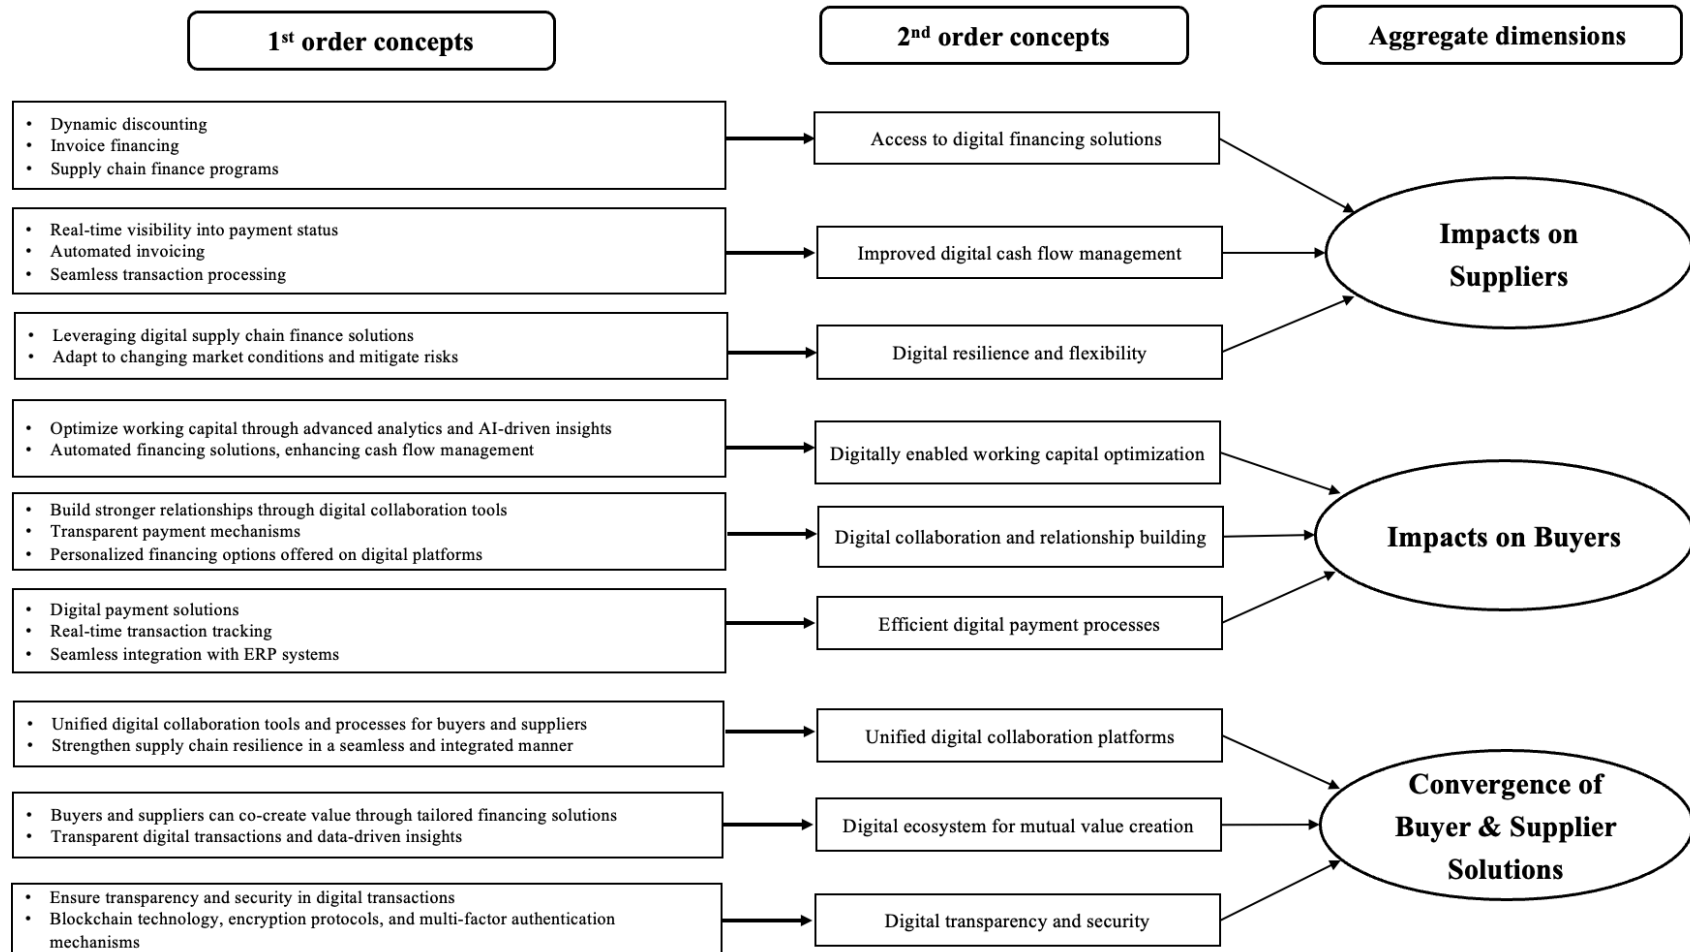 1st order concepts
2nd order concepts
Aggregate dimensions
• Dynamic discounting
• Invoice financing
• Supply chain finance programs
Access to digital financing solutions
• Real-time visibility into payment status
• Automated invoicing
• Seamless transaction processing
Improved digital cash flow management
• Leveraging digital supply chain finance solutions
• Adapt to changing market conditions and mitigate risks
Digital resilience and flexibility
Impacts on
Suppliers
• Optimize working capital through advanced analytics and AI-driven insights
• Automated financing solutions, enhancing cash flow management
Digitally enabled working capital optimization
• Build stronger relationships through digital collaboration tools
• Transparent payment mechanisms
• Personalized financing options offered on digital platforms
Digital collaboration and relationship building
• Digital payment solutions
• Real-time transaction tracking
• Seamless integration with ERP systems
Efficient digital payment processes
Impacts on Buyers
• Unified digital collaboration tools and processes for buyers and suppliers
• Strengthen supply chain resilience in a seamless and integrated manner
Unified digital collaboration platforms
• Buyers and suppliers can co-create value through tailored financing solutions
• Transparent digital transactions and data-driven insights
Digital ecosystem for mutual value creation
• Ensure transparency and security in digital transactions
• Blockchain technology, encryption protocols, and multi-factor authentication
mechanisms
Digital transparency and security
Convergence of
Buyer & Supplier
Solutions